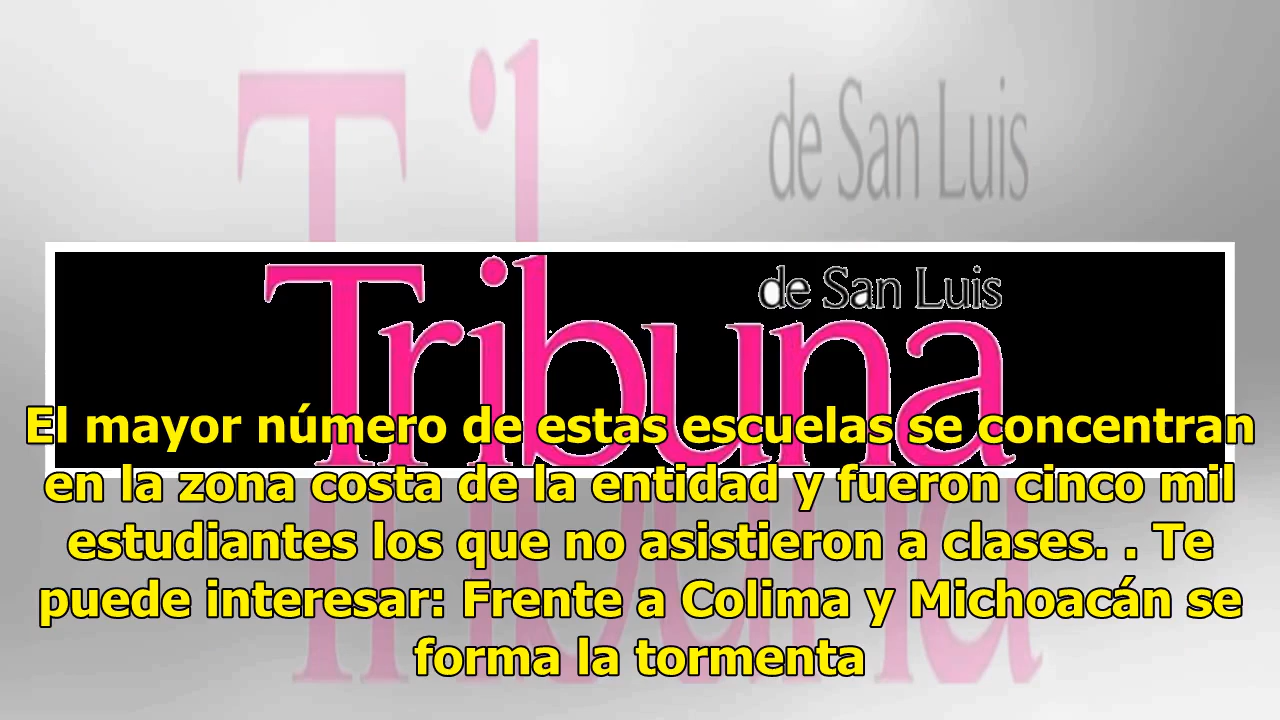 de San Luis
de San Luis
Tribuna
El mayor número de estas escuelas se concentran
en la zona costa de la entidad y fueron cinco mil
estudiantes los que no asistieron a clases. . Te
puede interesar: Frente a Colima y Michoacán se
forma la tormenta